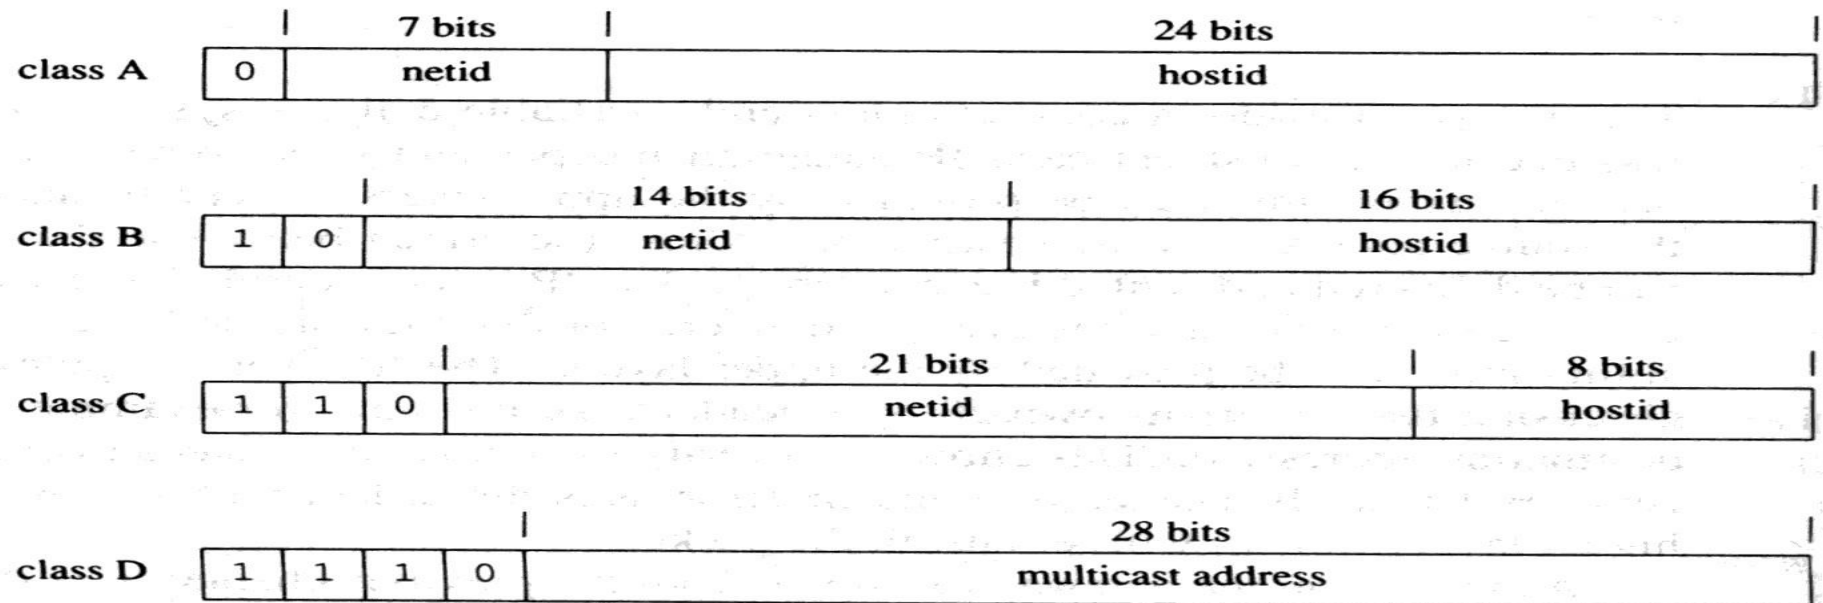 7 bits 24 bits
class A 0 netid hostid
14 bits 16 bits
class B 1 0 netid hostid
21 bits 8 bits
class C 1 1 0 netid hostid
28 bits
class D 1 1 1 0 multicast address